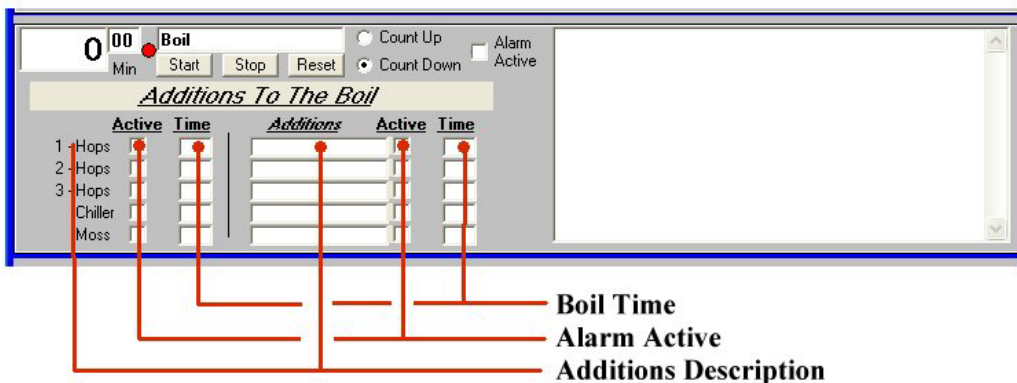 0 00 Boil Count Up Alarm Active
Min Start Stop Reset Count Down
Additions To The Boil
Active Time Additions Active Time
1 - Hops
2 - Hops
3 - Hops
Chiller
Moss
Boil Time
Alarm Active
Additions Description